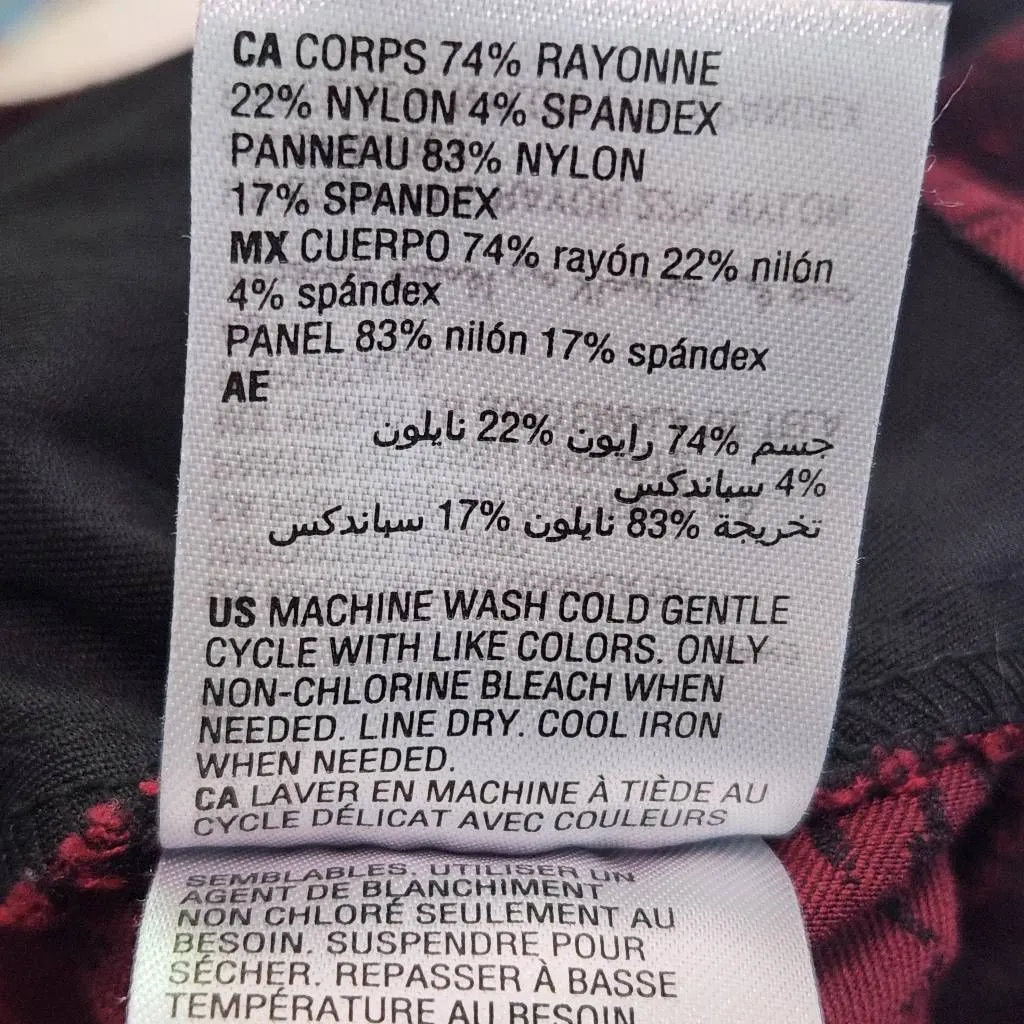 CA CORPS 74% RAYONNE
22% NYLON 4% SPANDEX
PANNEAU 83% NYLON
17% SPANDEX
MX CUERPO 74% rayón 22% nilón
4% spándex
PANEL 83% nilón 17% spándex
AE
جسم 74% رايون 22% نايلون
4% سباندكس
تخريجة 83% نايلون 17% سباندكس
US MACHINE WASH COLD GENTLE
CYCLE WITH LIKE COLORS. ONLY
NON-CHLORINE BLEACH WHEN
NEEDED. LINE DRY. COOL IRON
WHEN NEEDED.
CA LAVER EN MACHINE À TIÈDE AU
CYCLE DÉLICAT AVEC COULEURS
SEMBLABLES. UTILISER UN
AGENT DE BLANCHIMENT
NON CHLORÉ SEULEMENT AU
BESOIN. SUSPENDRE POUR
SÉCHER. REPASSER À BASSE
TEMPÉRATURE AU BESOIN